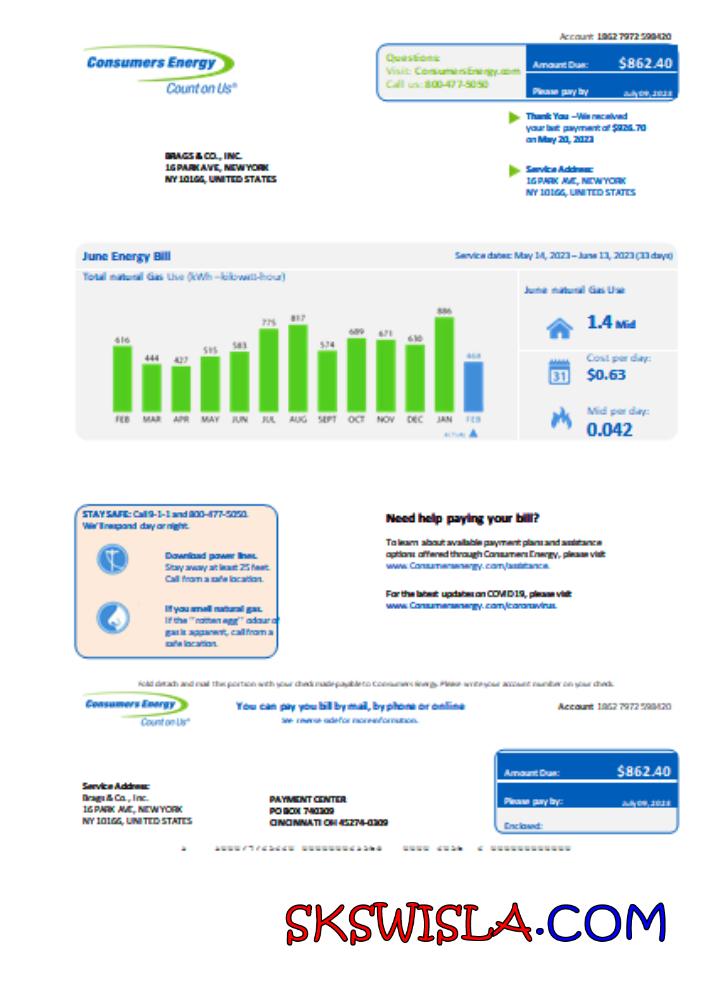 Account 1862 7972 598420
Consumers Energy
Count on Us®
Questions:
Visit: ConsumersEnergy.com
Call us: 800-477-5050
Amount Due: $862.40
Please pay by July 09, 2023
Thank You –We received
your last payment of $926.70
on May 20, 2023
BRAGS & CO., INC.
16 PARK AVE, NEW YORK
NY 10166, UNITED STATES
Service Address:
16 PARK AVE, NEW YORK
NY 10166, UNITED STATES
June Energy Bill
Service dates: May 14, 2023 – June 13, 2023 (33 days)
Total natural Gas Use (kWh –kilowatt-hour)
616 444 427 515 583 775 817 574 689 671 630 886 468
FEB MAR APR MAY JUN JUL AUG SEPT OCT NOV DEC JAN FEB
ACTUAL
June natural Gas Use
1.4 Mid
31
Cost per day:
$0.63
Mid per day:
0.042
STAY SAFE: Call 9-1-1 and 800-477-5050.
We'll respond day or night.
Download power lines.
Stay away at least 25 feet.
Call from a safe location.
If you smell natural gas.
If the "rotten egg" odour of
gas is apparent, call from a
safe location.
Need help paying your bill?
To learn about available payment plans and assistance
options offered through Consumers Energy, please visit
www. Consumersenergy. com/assistance.
For the latest updates on COVID19, please visit
www. Consumersenergy. com/coronavirus.
Fold detach and mail this portion with your check made payable to Consumers Energy. Please write your account number on your check.
Consumers Energy
Count on Us®
You can pay you bill by mail, by phone or online
See reverse side for more information.
Account 1862 7972 598420
Service Address:
Brags & Co., Inc.
16 PARK AVE, NEW YORK
NY 10166, UNITED STATES
PAYMENT CENTER
PO BOX 740309
CINCINNATI OH 45274-0309
Amount Due: $862.40
Please pay by: July 09, 2023
Enclosed:
SKSWISLA.COM